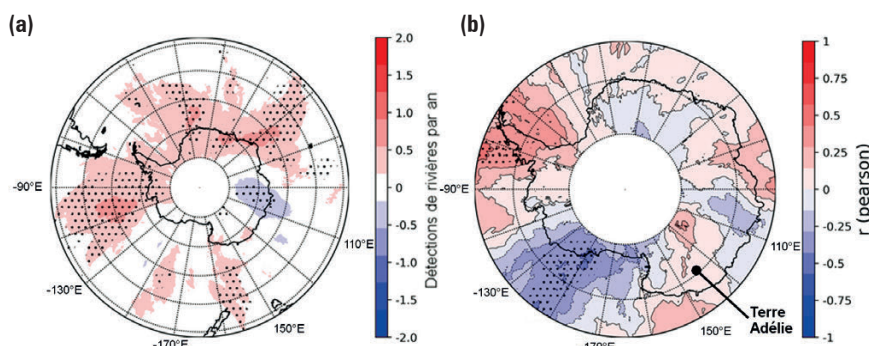 (a)
-90°E
-130°E
-170°E
150°E
110°E
2.0
1.5
1.0
0.5
0
-0.5
-1.0
-1.5
-2.0
Détections de rivières par an
(b)
-90°E
-130°E
-170°E
150°E
110°E
Terre
Adélie
1
0.75
0.5
0.25
0
-0.25
-0.5
-0.75
-1
r (pearson)